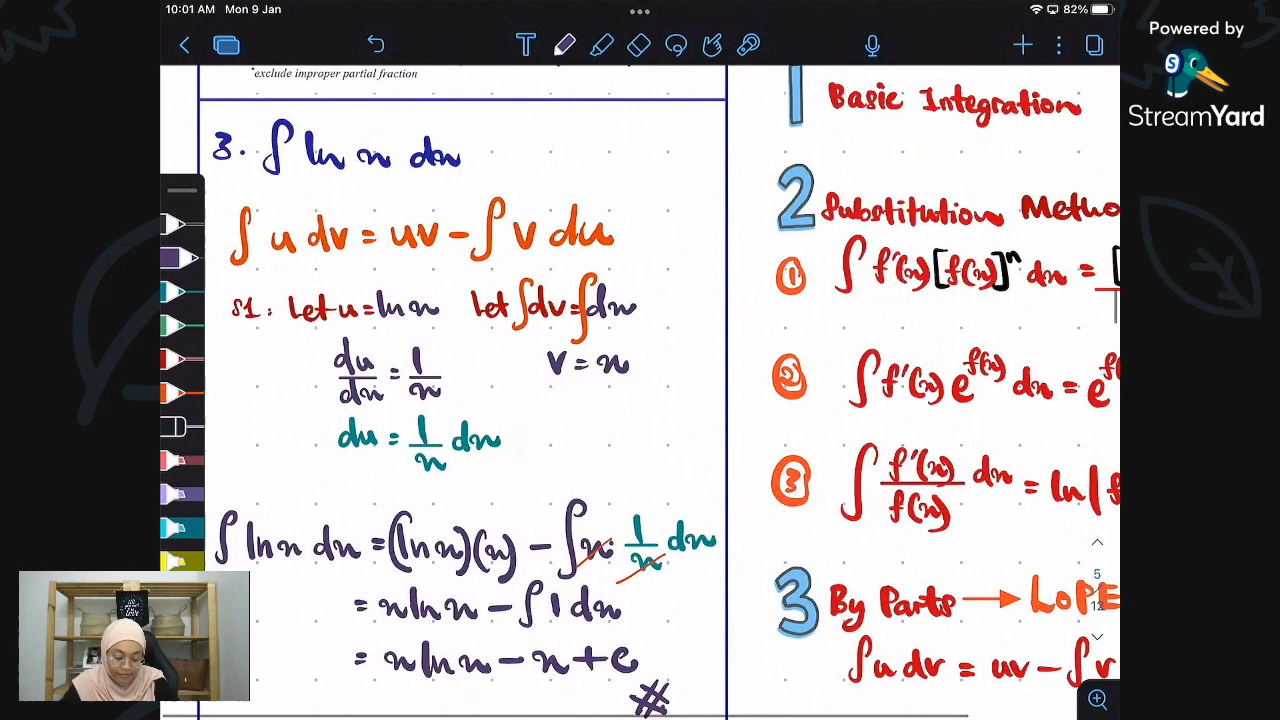 10:01 AM Mon 9 Jan
82%
Powered by
StreamYard
*exclude improper partial fraction
3. ∫ ln x dx
∫ u dv = uv - ∫ v du
S1: Let u = ln x Let ∫dv = ∫dx
du/dx = 1/x v = x
du = 1/x dx
∫ ln x dx = (ln x)(x) - ∫ x · 1/x dx
= x ln x - ∫ 1 dx
= x ln x - x + c
#
1 Basic Integration
2 Substitution Metho
① ∫ f'(x) [f(x)]ⁿ dx = [
② ∫ f'(x) e^f(x) dx = e^f
③ ∫ f'(x)/f(x) dx = ln | f
3 By Parts → LOPE
∫ u dv = uv - ∫ v
5
12